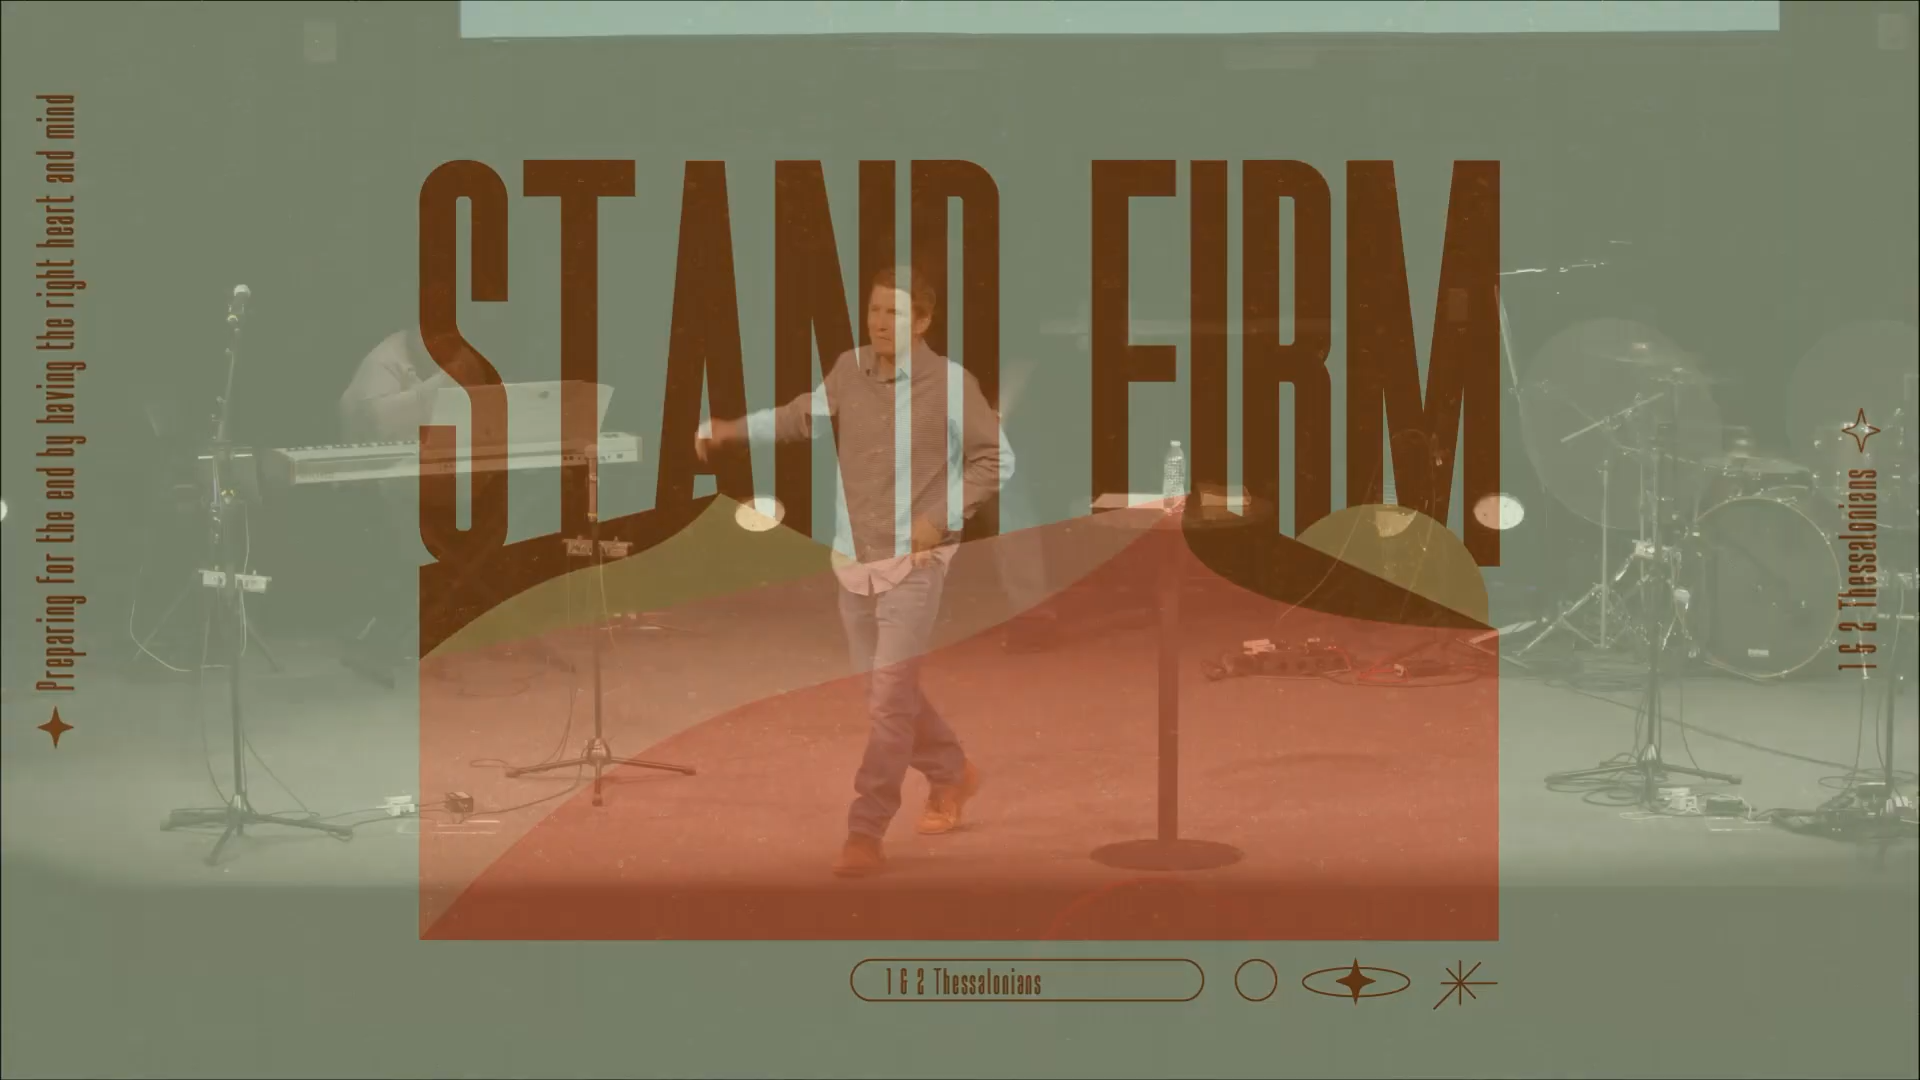 Preparing for the end by having the right heart and mind
STAND FIRM
1 & 2 Thessalonians
1 & 2 Thessalonians